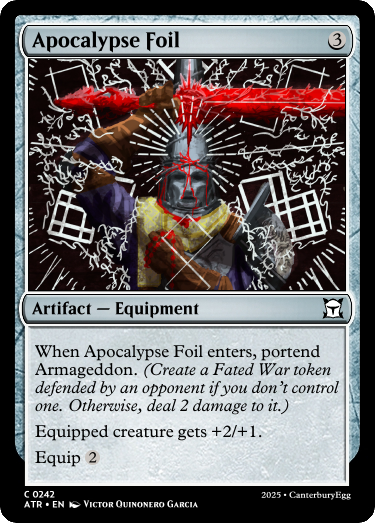 Apocalypse Foil 3
Artifact — Equipment
When Apocalypse Foil enters, portend
Armageddon. (Create a Fated War token
defended by an opponent if you don't control
one. Otherwise, deal 2 damage to it.)
Equipped creature gets +2/+1.
Equip 2
C 0242
ATR • EN Victor Quinonero Garcia
2025 • CanterburyEgg